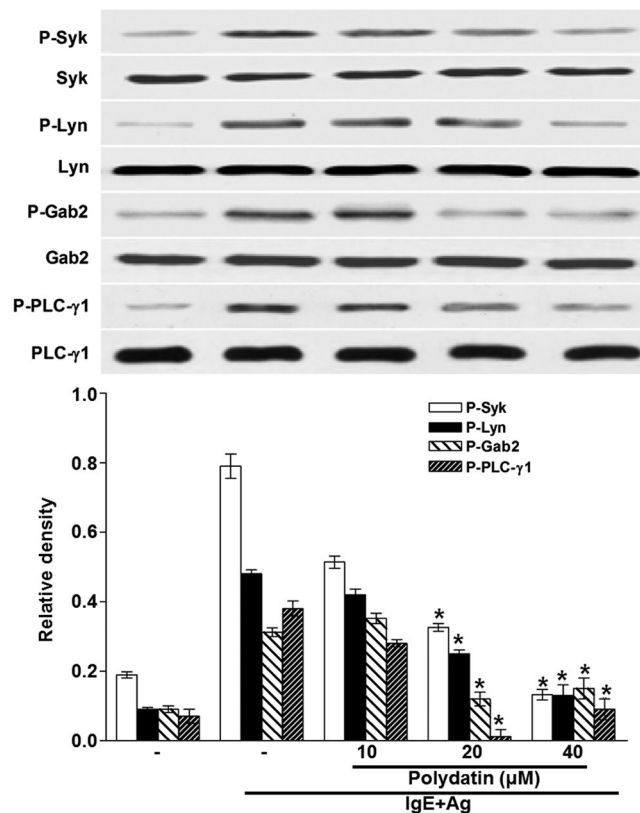 P-Syk
Syk
P-Lyn
Lyn
P-Gab2
Gab2
P-PLC-γ1
PLC-γ1
1.0
0.8
0.6
0.4
0.2
0.0
Relative density
P-Syk
P-Lyn
P-Gab2
P-PLC-γ1
* * * *
* * * *
- - 10 20 40
Polydatin (µM)
IgE+Ag